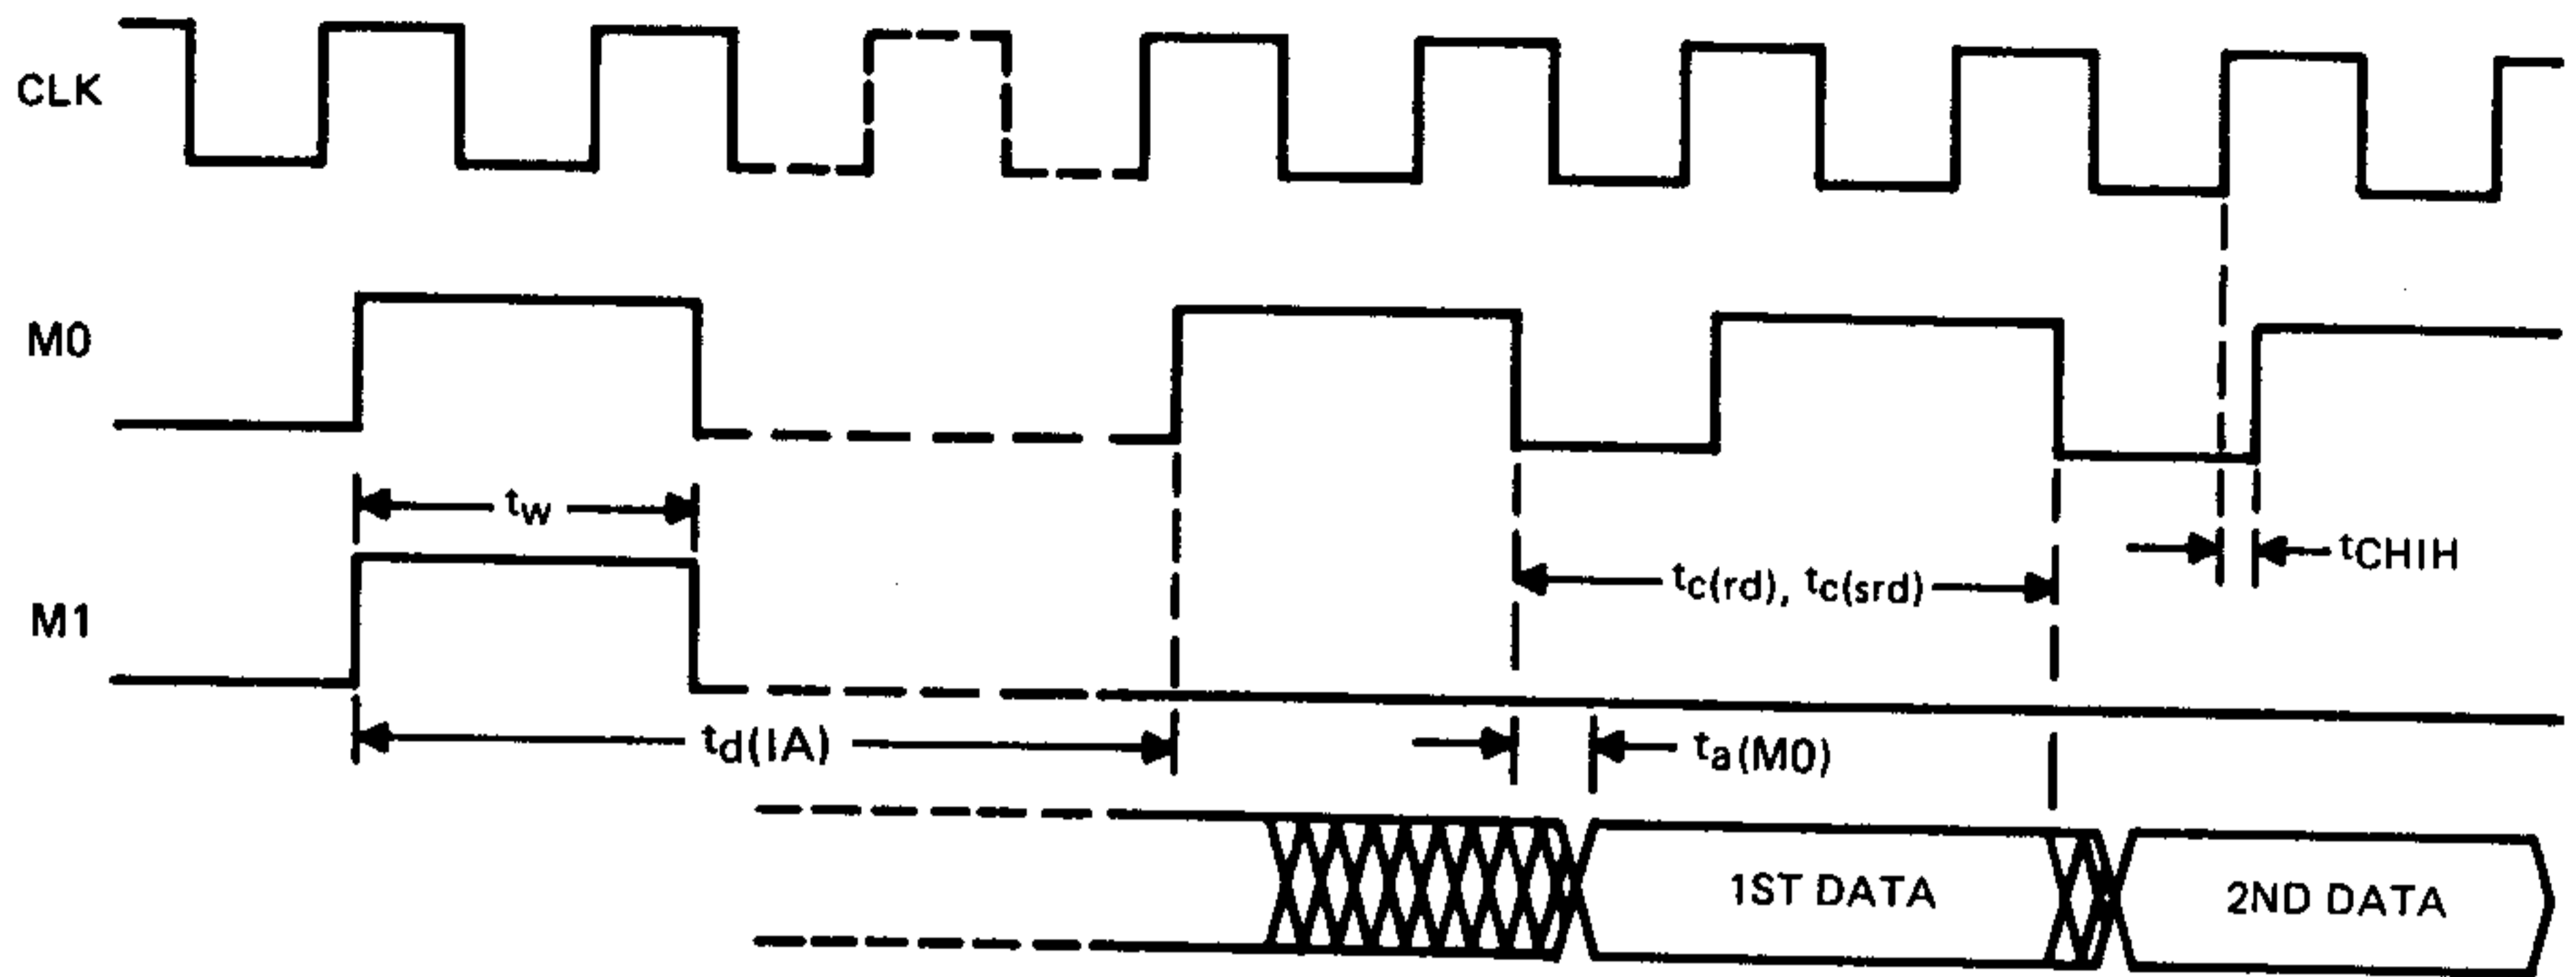 CLK
M0
tw
tCHIH
tc(rd), tc(srd)
M1
td(IA)
ta(M0)
1ST DATA
2ND DATA